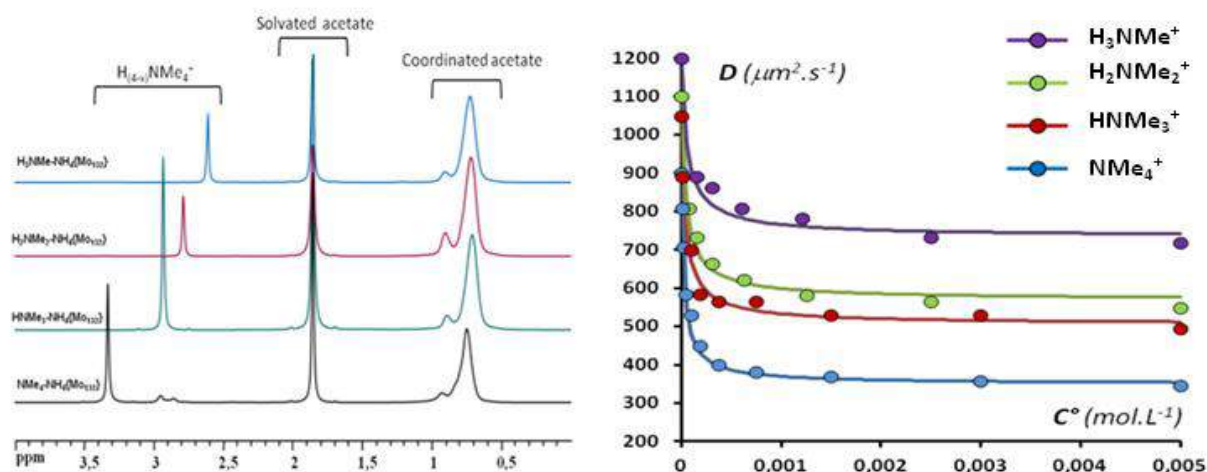 Solvated acetate
Coordinated acetate
H(4-x)NMe4+
H3NMe-NH4(Mo132)
H2NMe2-NH4(Mo132)
HNMe3-NH4(Mo132)
NMe4-NH4(Mo132)
ppm 3,5 3 2,5 2 1,5 1
D (μm².s⁻¹)
1200
1100
1000
900
800
700
600
500
400
300
200
H₃NMe⁺
H₂NMe₂⁺
HNMe₃⁺
NMe₄⁺
C° (mol.L⁻¹)
0 0,001 0,002 0,003 0,004 0,005